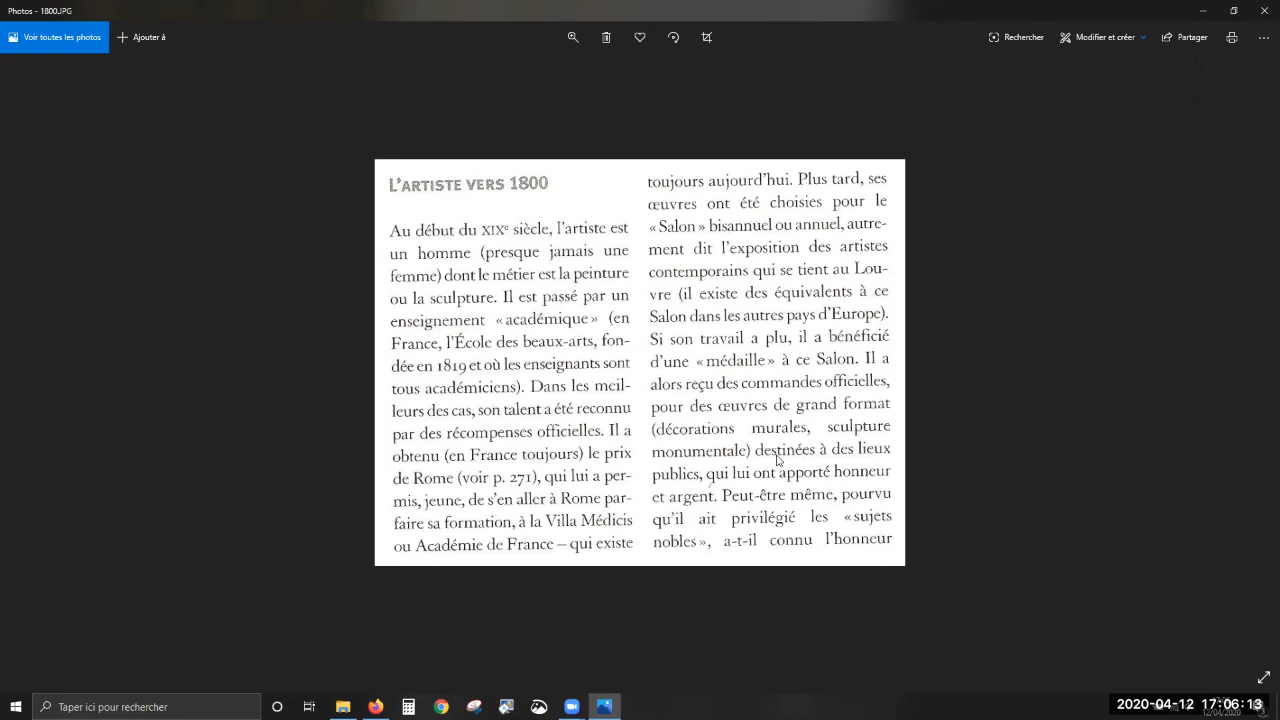 Photos - 1800.JPG
Voir toutes les photos
Ajouter à
Rechercher
Modifier et créer
Partager
L'ARTISTE VERS 1800
Au début du XIXe siècle, l'artiste est
un homme (presque jamais une
femme) dont le métier est la peinture
ou la sculpture. Il est passé par un
enseignement « académique » (en
France, l'École des beaux-arts, fon-
dée en 1819 et où les enseignants sont
tous académiciens). Dans les meil-
leurs des cas, son talent a été reconnu
par des récompenses officielles. Il a
obtenu (en France toujours) le prix
de Rome (voir p. 271), qui lui a per-
mis, jeune, de s'en aller à Rome par-
faire sa formation, à la Villa Médicis
ou Académie de France – qui existe
toujours aujourd'hui. Plus tard, ses
œuvres ont été choisies pour le
« Salon » bisannuel ou annuel, autre-
ment dit l'exposition des artistes
contemporains qui se tient au Lou-
vre (il existe des équivalents à ce
Salon dans les autres pays d'Europe).
Si son travail a plu, il a bénéficié
d'une « médaille » à ce Salon. Il a
alors reçu des commandes officielles,
pour des œuvres de grand format
(décorations murales, sculpture
monumentale) destinées à des lieux
publics, qui lui ont apporté honneur
et argent. Peut-être même, pourvu
qu'il ait privilégié les « sujets
nobles », a-t-il connu l'honneur
Taper ici pour rechercher
2020-04-12 17:06:13
12/04/2020